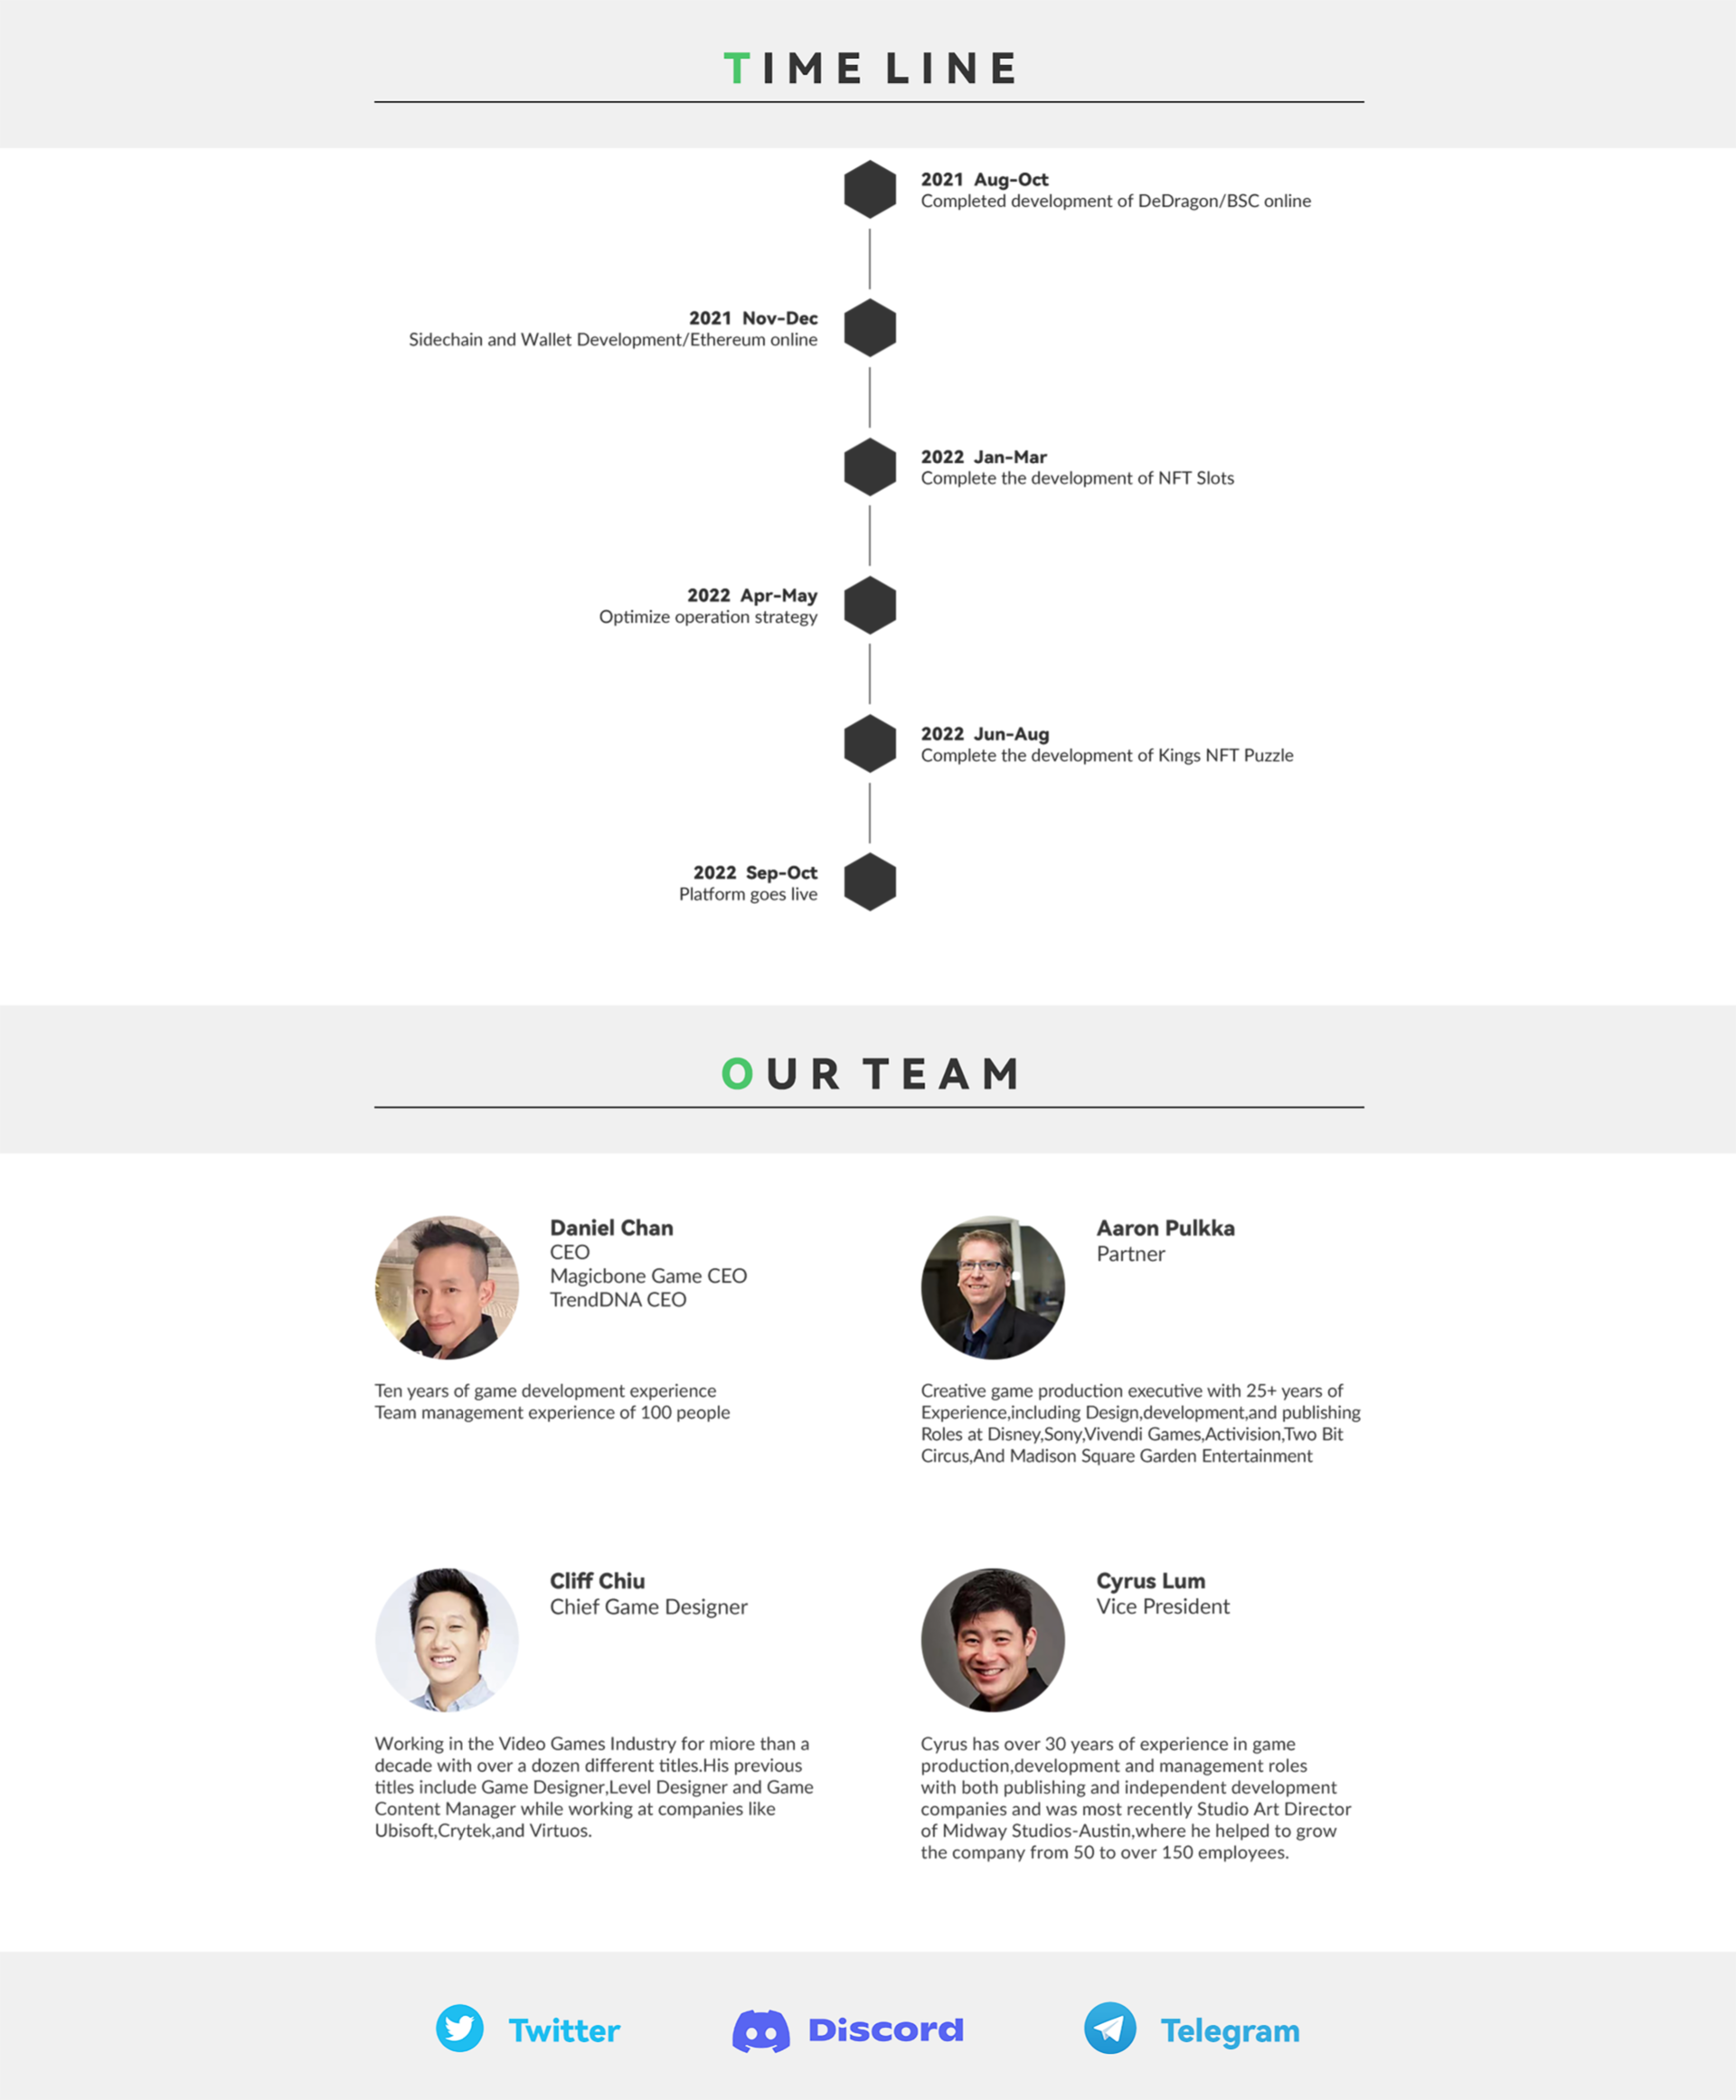 TIME LINE
2021 Aug-Oct
Completed development of DeDragon/BSC online
2021 Nov-Dec
Sidechain and Wallet Development/Ethereum online
2022 Jan-Mar
Complete the development of NFT Slots
2022 Apr-May
Optimize operation strategy
2022 Jun-Aug
Complete the development of Kings NFT Puzzle
2022 Sep-Oct
Platform goes live
OUR TEAM
Daniel Chan
CEO
Magicbone Game CEO
TrendDNA CEO
Ten years of game development experience
Team management experience of 100 people
Aaron Pulkka
Partner
Creative game production executive with 25+ years of
Experience,including Design,development,and publishing
Roles at Disney,Sony,Vivendi Games,Activision,Two Bit
Circus,And Madison Square Garden Entertainment
Cliff Chiu
Chief Game Designer
Working in the Video Games Industry for miore than a
decade with over a dozen different titles.His previous
titles include Game Designer,Level Designer and Game
Content Manager while working at companies like
Ubisoft,Crytek,and Virtuos.
Cyrus Lum
Vice President
Cyrus has over 30 years of experience in game
production,development and management roles
with both publishing and independent development
companies and was most recently Studio Art Director
of Midway Studios-Austin,where he helped to grow
the company from 50 to over 150 employees.
Twitter
Discord
Telegram